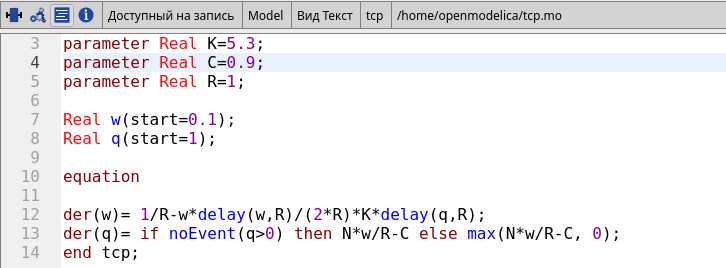 Доступный на запись Model Вид Текст tcp /home/openmodelica/tcp.mo
3 parameter Real K=5.3;
4 parameter Real C=0.9;
5 parameter Real R=1;
6
7 Real w(start=0.1);
8 Real q(start=1);
9
10 equation
11
12 der(w)= 1/R-w*delay(w,R)/(2*R)*K*delay(q,R);
13 der(q)= if noEvent(q>0) then N*w/R-C else max(N*w/R-C, 0);
14 end tcp;